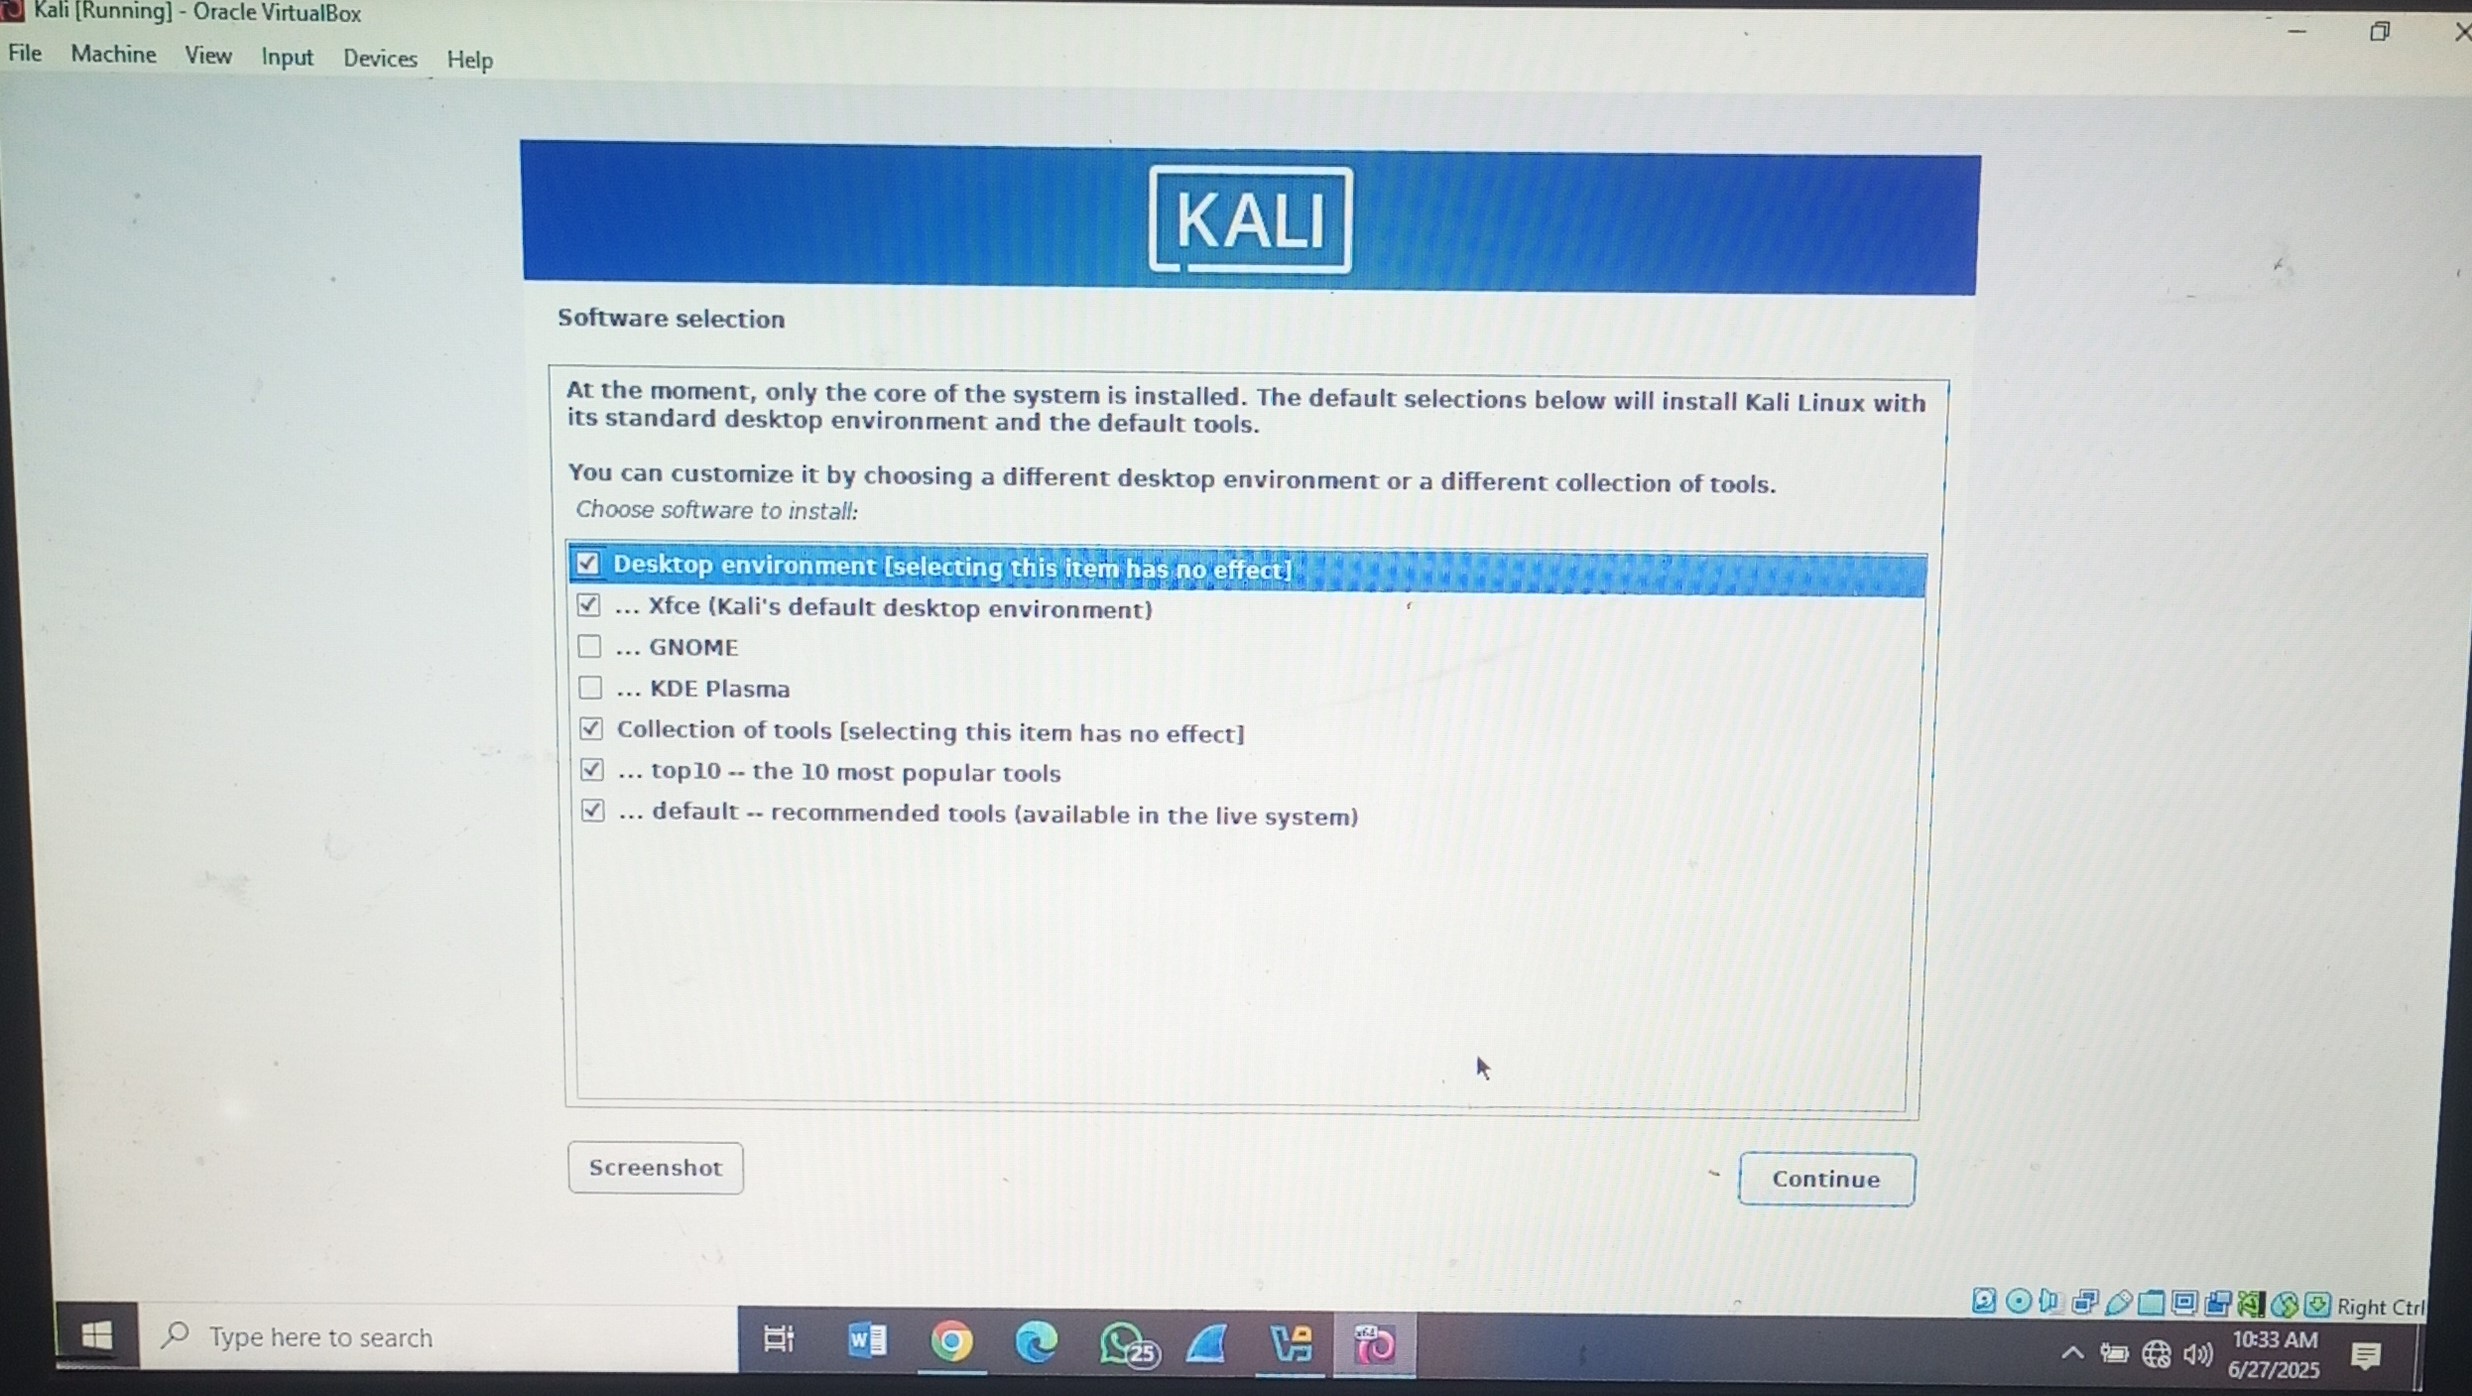 Kali [Running] - Oracle VirtualBox
File Machine View Input Devices Help
KALI
Software selection
At the moment, only the core of the system is installed. The default selections below will install Kali Linux with
its standard desktop environment and the default tools.
You can customize it by choosing a different desktop environment or a different collection of tools.
Choose software to install:
Desktop environment [selecting this item has no effect]
... Xfce (Kali's default desktop environment)
... GNOME
... KDE Plasma
Collection of tools [selecting this item has no effect]
... top10 -- the 10 most popular tools
... default -- recommended tools (available in the live system)
Screenshot
Continue
Right Ctrl
Type here to search
W
25
x64
10:33 AM
6/27/2025